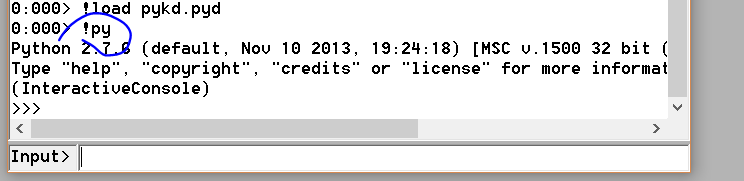 0:000> !load pykd.pyd
0:000> !py
Python 2.7.6 (default, Nov 10 2013, 19:24:18) [MSC v.1500 32 bit (
Type "help", "copyright", "credits" or "license" for more informat
(InteractiveConsole)
>>>
Input>